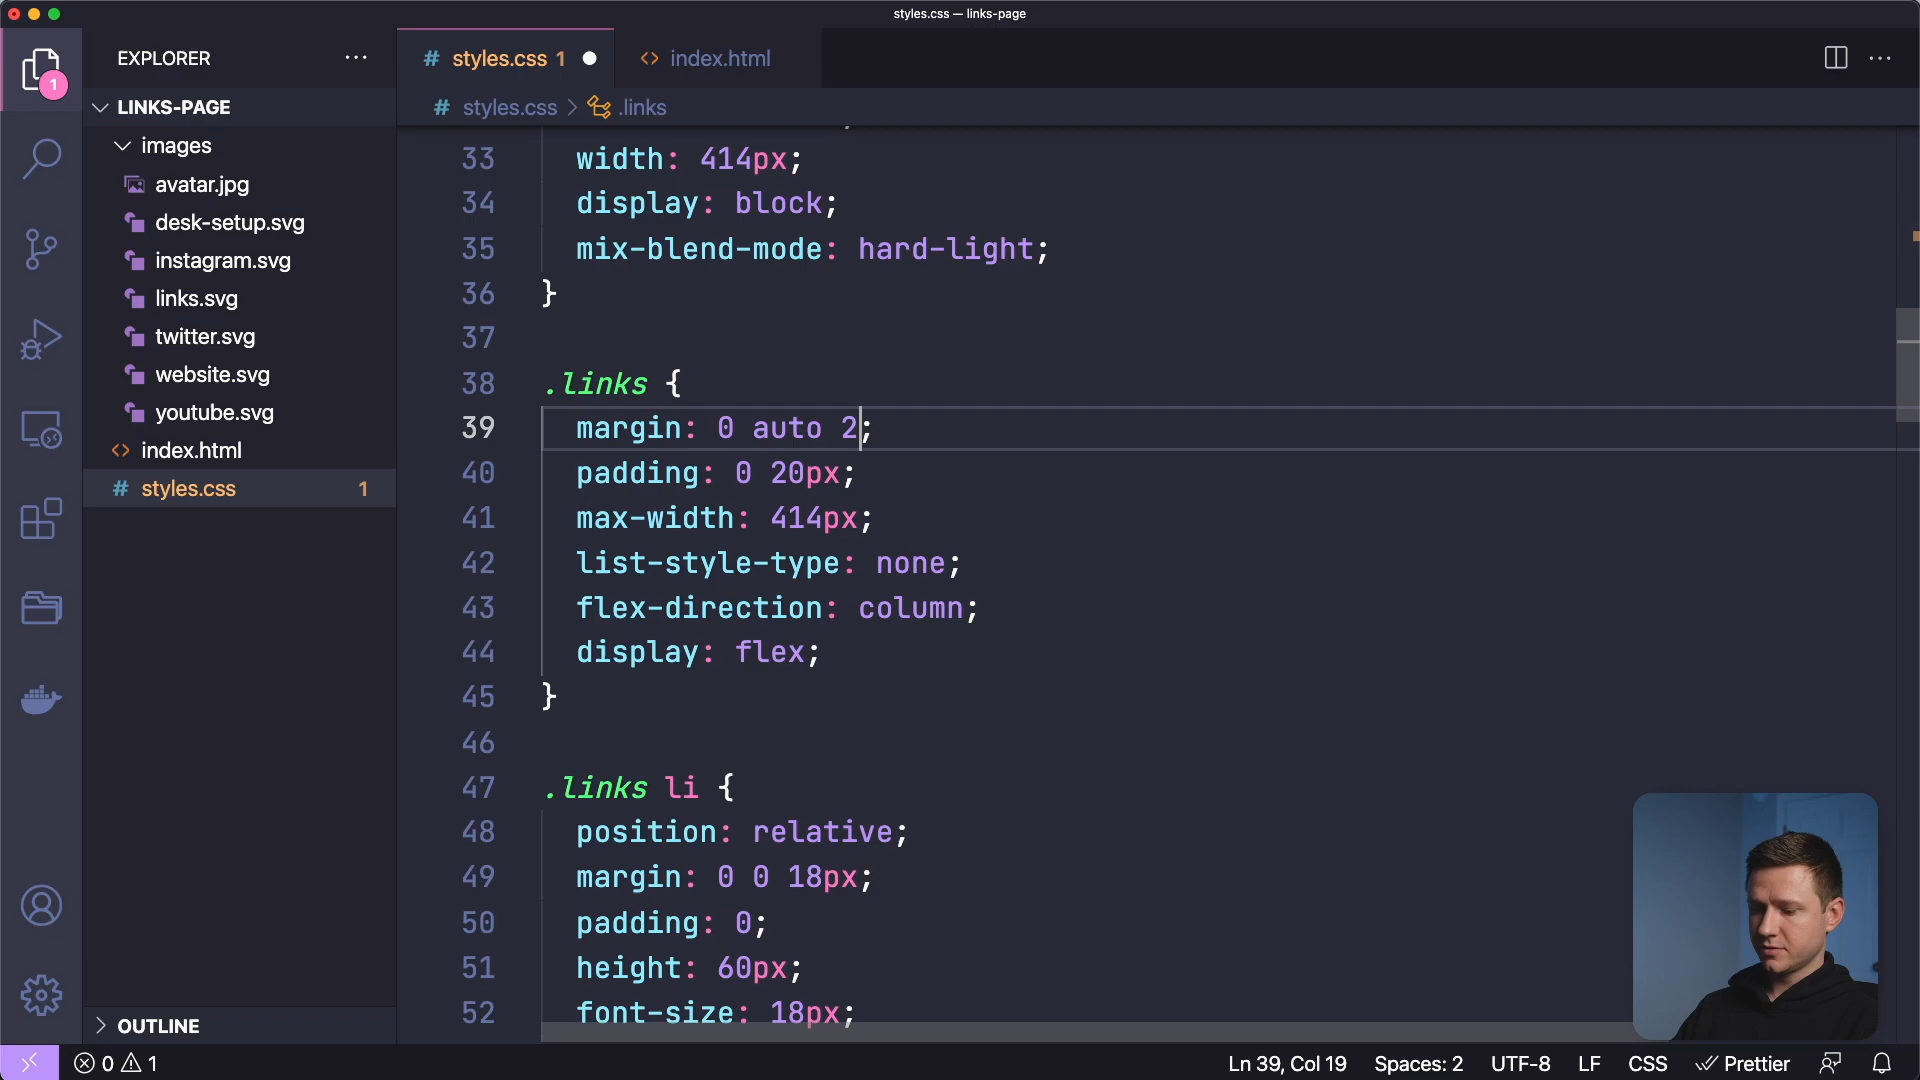 styles.css — links-page
EXPLORER
styles.css 1
index.html
LINKS-PAGE
styles.css > .links
images
avatar.jpg
desk-setup.svg
instagram.svg
links.svg
twitter.svg
website.svg
youtube.svg
index.html
styles.css 1
OUTLINE
1
33 width: 414px;
34 display: block;
35 mix-blend-mode: hard-light;
36 }
37
38 .links {
39 margin: 0 auto 2;
40 padding: 0 20px;
41 max-width: 414px;
42 list-style-type: none;
43 flex-direction: column;
44 display: flex;
45 }
46
47 .links li {
48 position: relative;
49 margin: 0 0 18px;
50 padding: 0;
51 height: 60px;
52 font-size: 18px;
0 1
Ln 39, Col 19 Spaces: 2 UTF-8 LF CSS Prettier